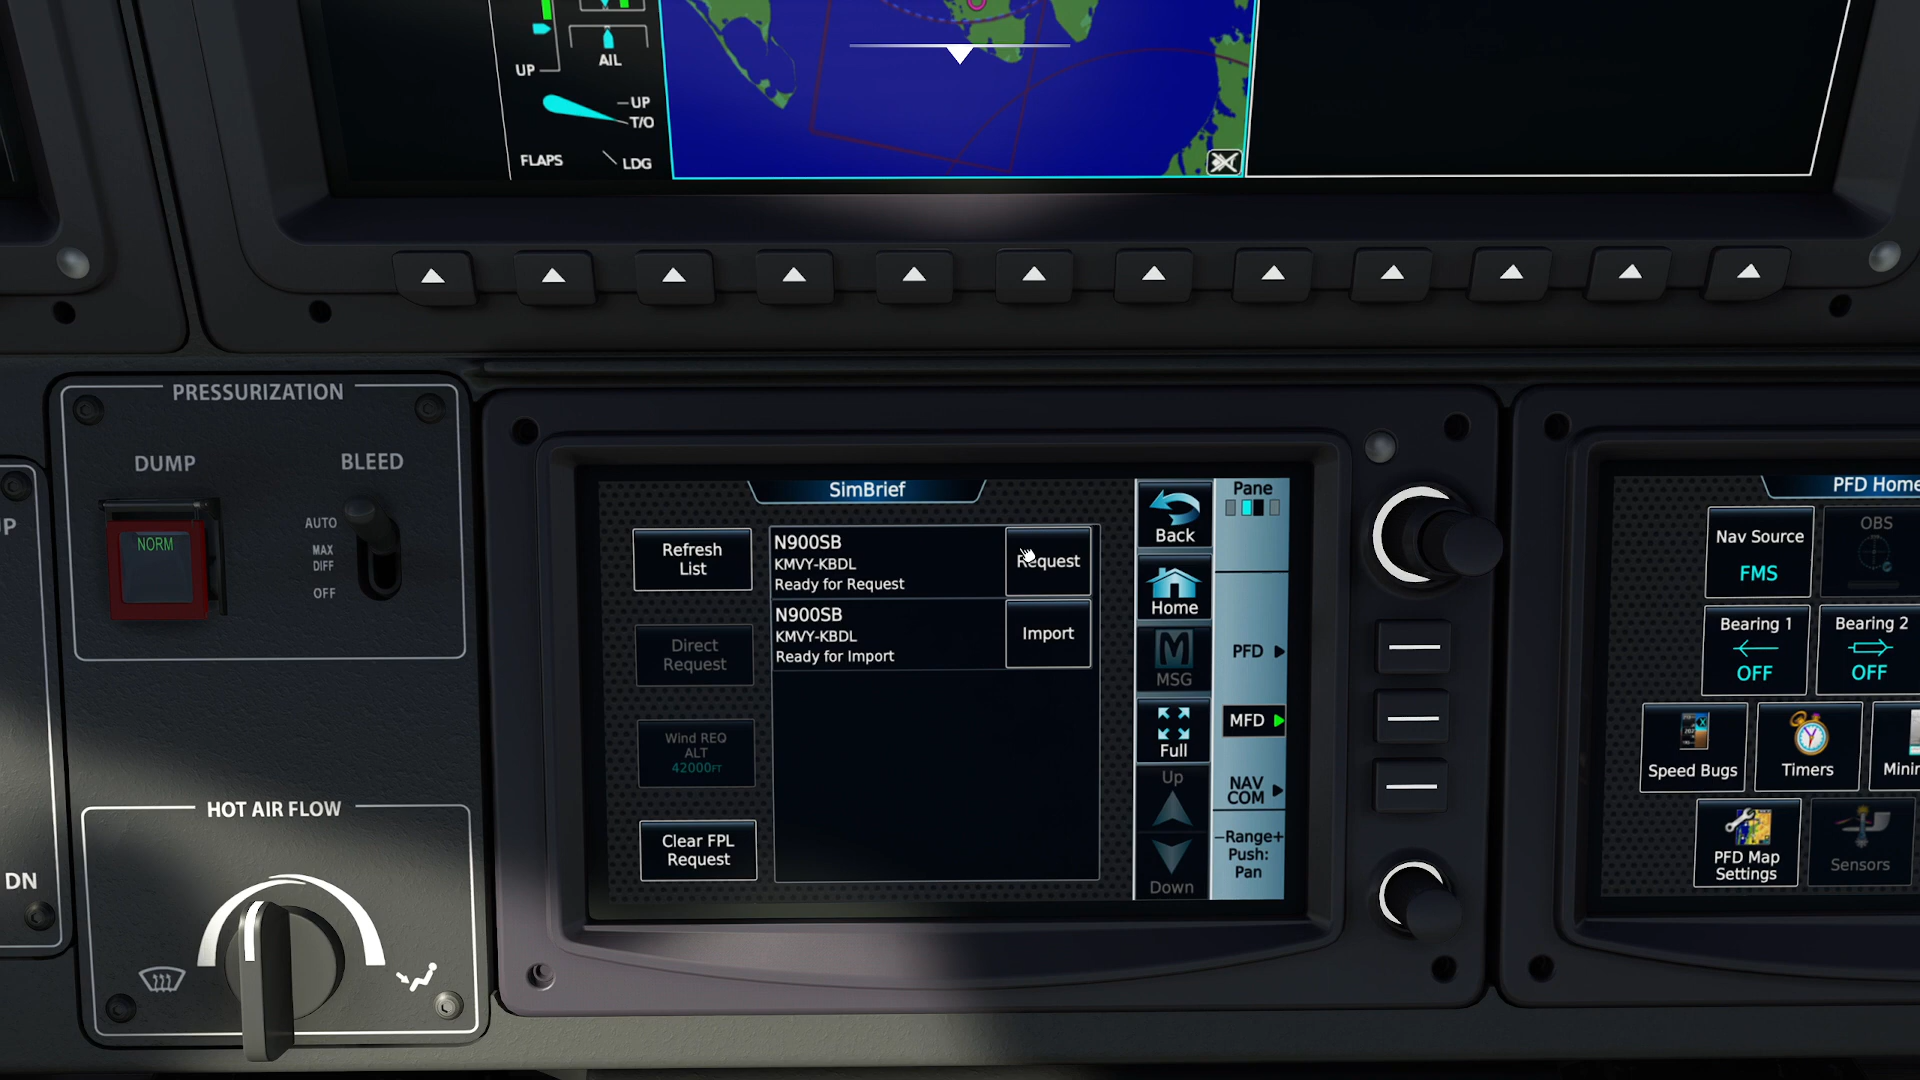 UP
AIL
UP
T/O
FLAPS
LDG
PRESSURIZATION
DUMP
BLEED
NORM
AUTO
MAX
DIFF
OFF
UP
DN
HOT AIR FLOW
SimBrief
Refresh
List
Direct
Request
Wind REQ
ALT
42000FT
Clear FPL
Request
N900SB
KMVY-KBDL
Ready for Request
Request
N900SB
KMVY-KBDL
Ready for Import
Import
Back
Home
MSG
Full
Up
Down
Pane
PFD
MFD
NAV
COM
–Range+
Push:
Pan
PFD Home
Nav Source
FMS
OBS
Bearing 1
OFF
Bearing 2
OFF
Speed Bugs
Timers
PFD Map
Settings
Sensors